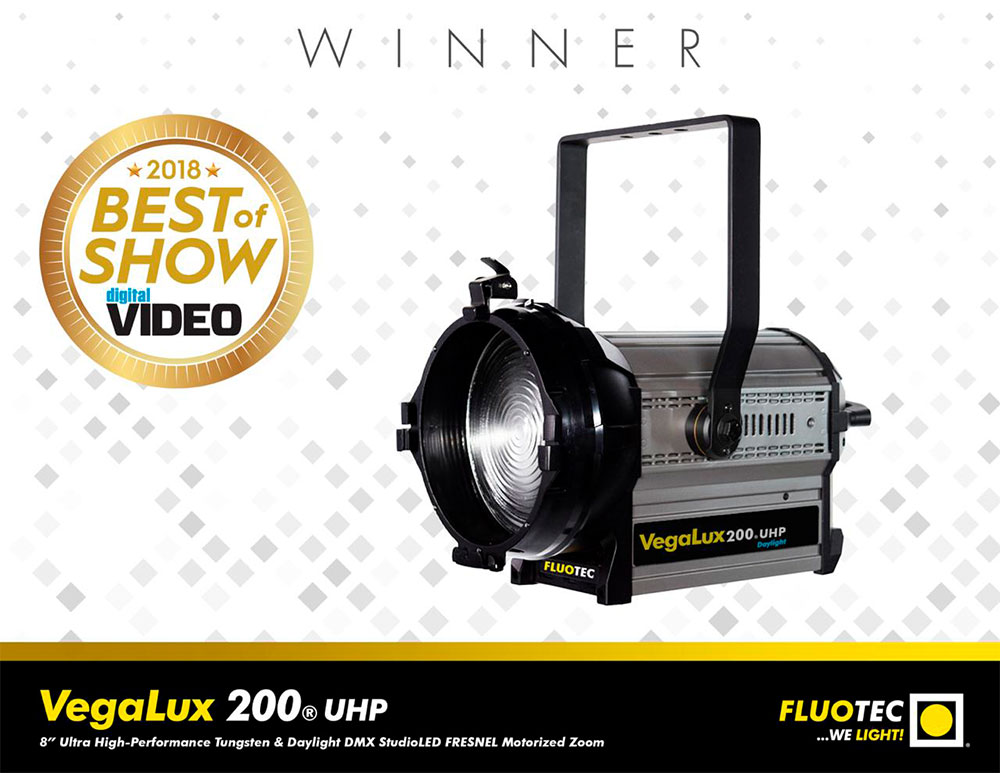 WINNER
★2018★
BEST of
SHOW
digital
VIDEO
VegaLux 200® UHP
Daylight
FLUOTEC
VegaLux 200® UHP
8″ Ultra High-Performance Tungsten & Daylight DMX StudioLED FRESNEL Motorized Zoom
FLUOTEC
...WE LIGHT!
®